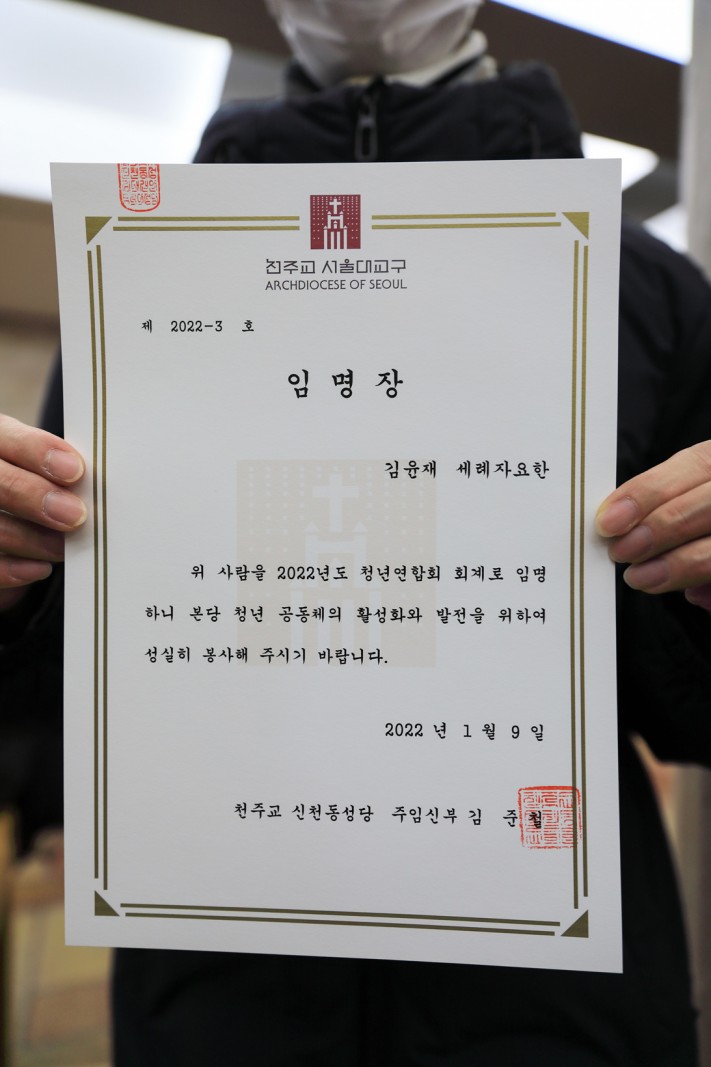 천주교 서울대교구
ARCHDIOCESE OF SEOUL
제 2022-3 호
임 명 장
김윤재 세례자요한
위 사람을 2022년도 청년연합회 회계로 임명
하니 본당 청년 공동체의 활성화와 발전을 위하여
성실히 봉사해 주시기 바랍니다.
2022 년 1 월 9 일
천주교 신천동성당 주임신부 김 준 철